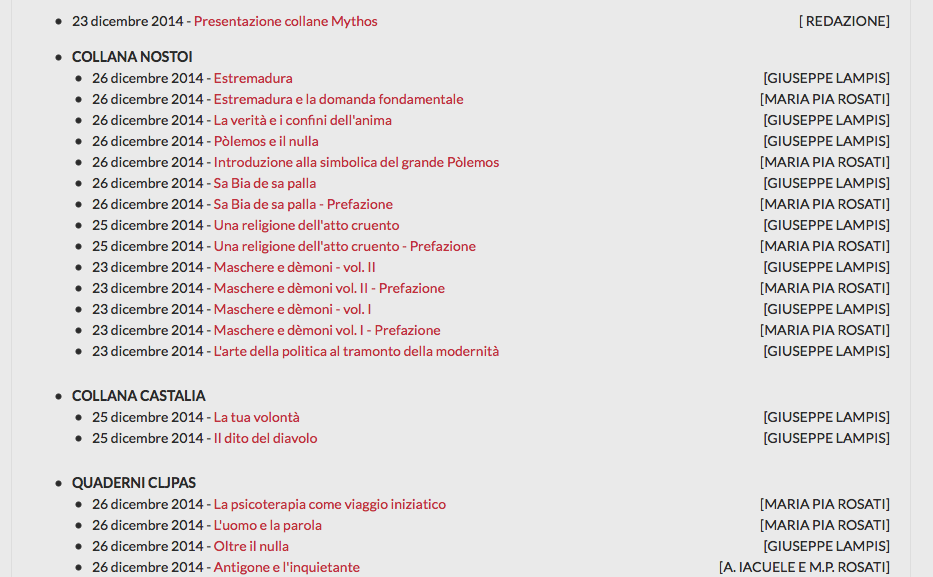 23 dicembre 2014 - Presentazione collane Mythos [ REDAZIONE]
COLLANA NOSTOI
26 dicembre 2014 - Estremadura [GIUSEPPE LAMPIS]
26 dicembre 2014 - Estremadura e la domanda fondamentale [MARIA PIA ROSATI]
26 dicembre 2014 - La verità e i confini dell'anima [GIUSEPPE LAMPIS]
26 dicembre 2014 - Pòlemos e il nulla [GIUSEPPE LAMPIS]
26 dicembre 2014 - Introduzione alla simbolica del grande Pòlemos [MARIA PIA ROSATI]
26 dicembre 2014 - Sa Bia de sa palla [GIUSEPPE LAMPIS]
26 dicembre 2014 - Sa Bia de sa palla - Prefazione [MARIA PIA ROSATI]
25 dicembre 2014 - Una religione dell'atto cruento [GIUSEPPE LAMPIS]
25 dicembre 2014 - Una religione dell'atto cruento - Prefazione [MARIA PIA ROSATI]
23 dicembre 2014 - Maschere e dèmoni - vol. II [GIUSEPPE LAMPIS]
23 dicembre 2014 - Maschere e dèmoni vol. II - Prefazione [MARIA PIA ROSATI]
23 dicembre 2014 - Maschere e dèmoni - vol. I [GIUSEPPE LAMPIS]
23 dicembre 2014 - Maschere e dèmoni vol. I - Prefazione [MARIA PIA ROSATI]
23 dicembre 2014 - L'arte della politica al tramonto della modernità [GIUSEPPE LAMPIS]
COLLANA CASTALIA
25 dicembre 2014 - La tua volontà [GIUSEPPE LAMPIS]
25 dicembre 2014 - Il dito del diavolo [GIUSEPPE LAMPIS]
QUADERNI CLJPAS
26 dicembre 2014 - La psicoterapia come viaggio iniziatico [MARIA PIA ROSATI]
26 dicembre 2014 - L'uomo e la parola [MARIA PIA ROSATI]
26 dicembre 2014 - Oltre il nulla [GIUSEPPE LAMPIS]
26 dicembre 2014 - Antigone e l'inquietante [A. IACUELE E M.P. ROSATI]